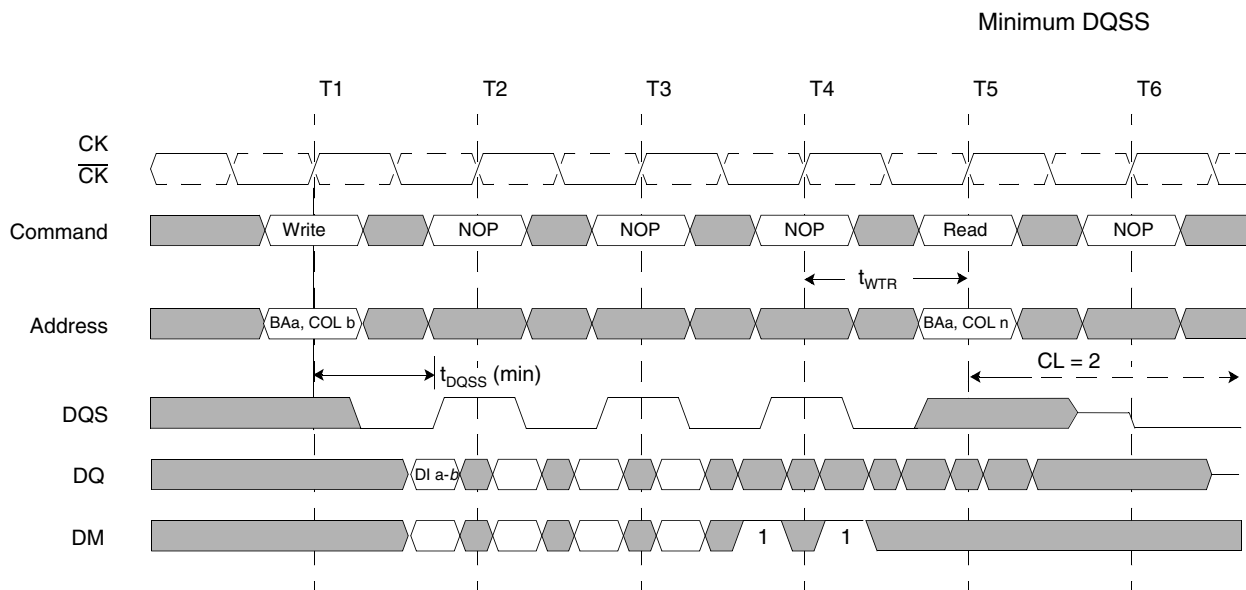 Minimum DQSS
T1 T2 T3 T4 T5 T6
CK
CK
Command Write NOP NOP NOP Read NOP
tWTR
Address BAa, COL b BAa, COL n
tDQSS (min) CL = 2
DQS
DQ DI a-b
DM 1 1